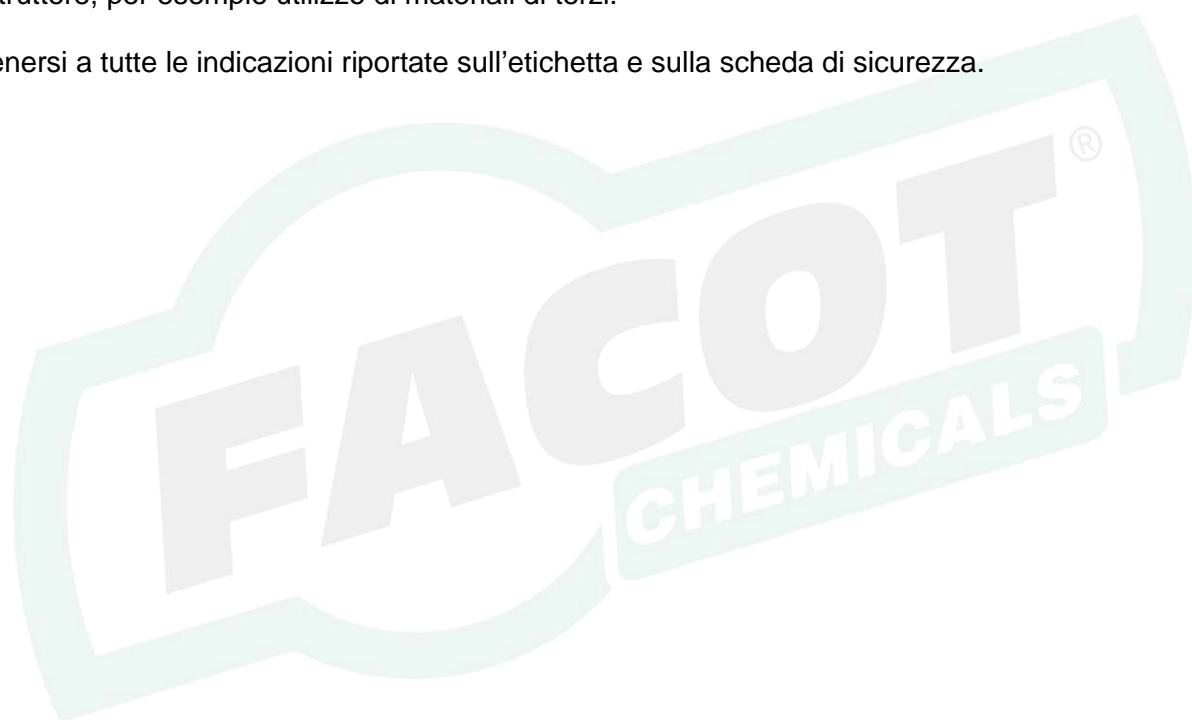 struttore, per esempio utilizzo di materiali di terzi.
enersi a tutte le indicazioni riportate sull’etichetta e sulla scheda di sicurezza.
®
FACOT
CHEMICALS